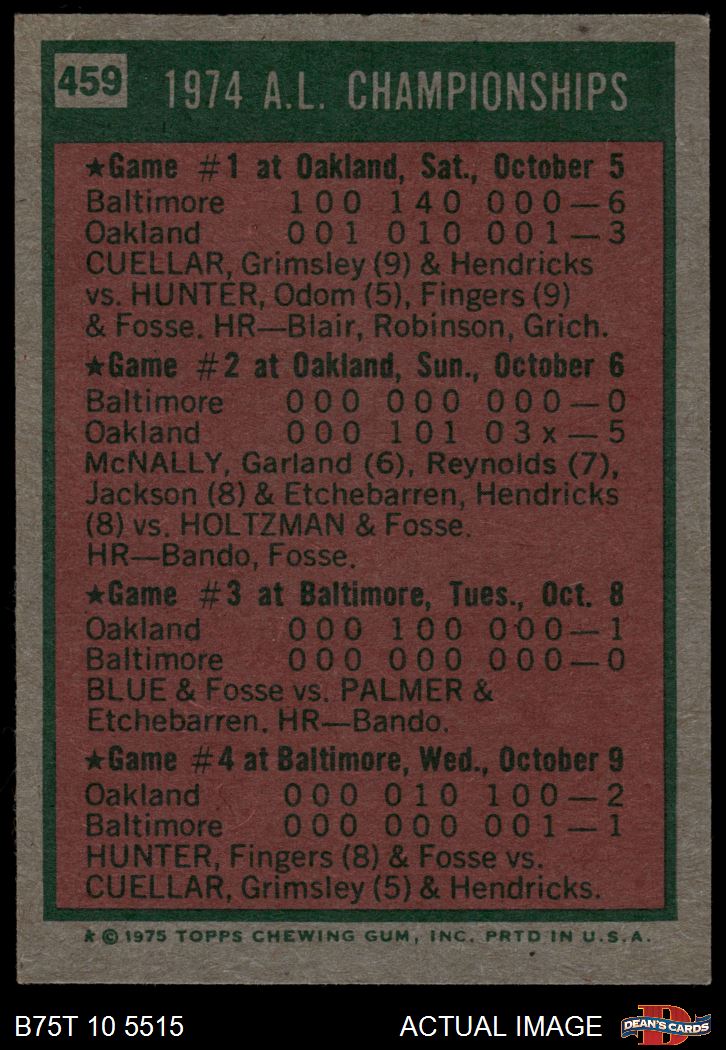 459
1974 A.L. CHAMPIONSHIPS
★Game #1 at Oakland, Sat., October 5
Baltimore 100 140 000—6
Oakland 001 010 001—3
CUELLAR, Grimsley (9) & Hendricks
vs. HUNTER, Odom (5), Fingers (9)
& Fosse. HR—Blair, Robinson, Grich.
★Game #2 at Oakland, Sun., October 6
Baltimore 000 000 000—0
Oakland 000 101 03x—5
McNALLY, Garland (6), Reynolds (7),
Jackson (8) & Etchebarren, Hendricks
(8) vs. HOLTZMAN & Fosse.
HR—Bando, Fosse.
★Game #3 at Baltimore, Tues., Oct. 8
Oakland 000 100 000—1
Baltimore 000 000 000—0
BLUE & Fosse vs. PALMER &
Etchebarren. HR—Bando.
★Game #4 at Baltimore, Wed., October 9
Oakland 000 010 100—2
Baltimore 000 000 001—1
HUNTER, Fingers (8) & Fosse vs.
CUELLAR, Grimsley (5) & Hendricks.
★ © 1975 TOPPS CHEWING GUM, INC. PRTD IN U.S.A.
B75T 10 5515
ACTUAL IMAGE
D
DEAN'S CARDS